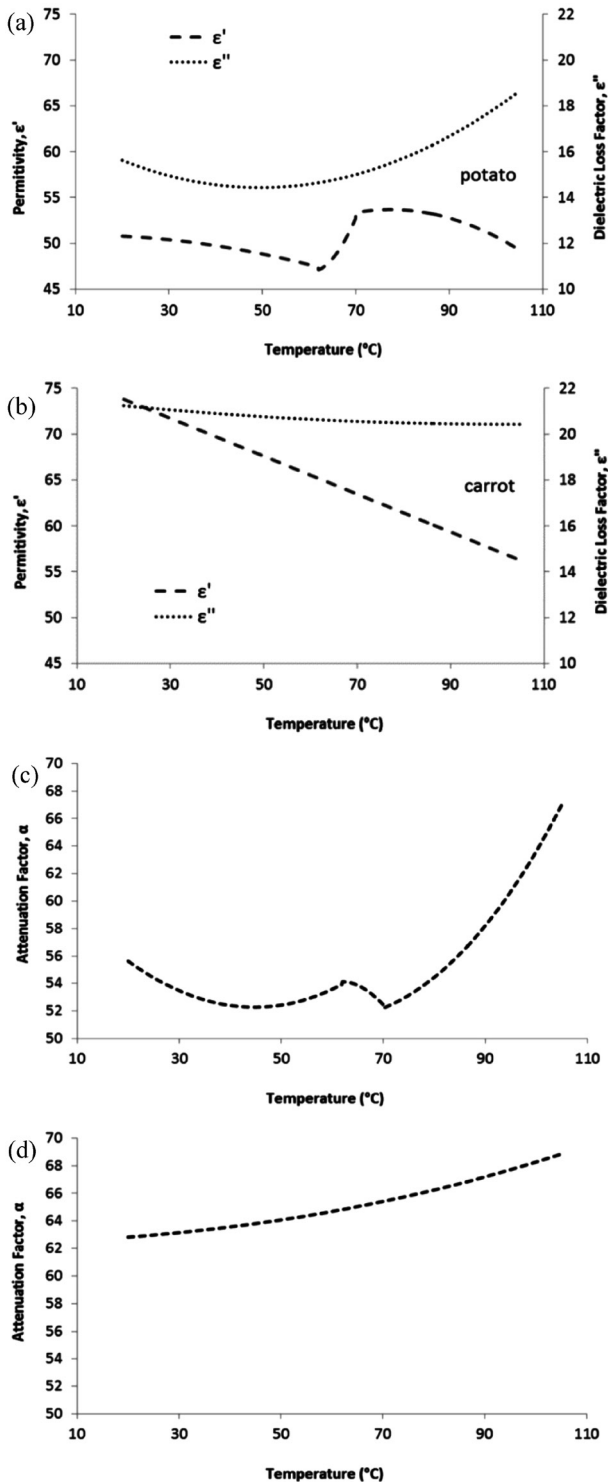 (a)
75
70
65
60
55
50
45
22
20
18
16
14
12
10
ε'
ε"
potato
Permitivity, ε'
Dielectric Loss Factor, ε"
10 30 50 70 90 110
Temperature (°C)
(b)
75
70
65
60
55
50
45
22
20
18
16
14
12
10
carrot
ε'
ε"
Permitivity, ε'
Dielectric Loss Factor, ε"
10 30 50 70 90 110
Temperature (°C)
(c)
70
68
66
64
62
60
58
56
54
52
50
Attenuation Factor, α
10 30 50 70 90 110
Temperature (°C)
(d)
70
68
66
64
62
60
58
56
54
52
50
Attenuation Factor, α
10 30 50 70 90 110
Temperature (°C)